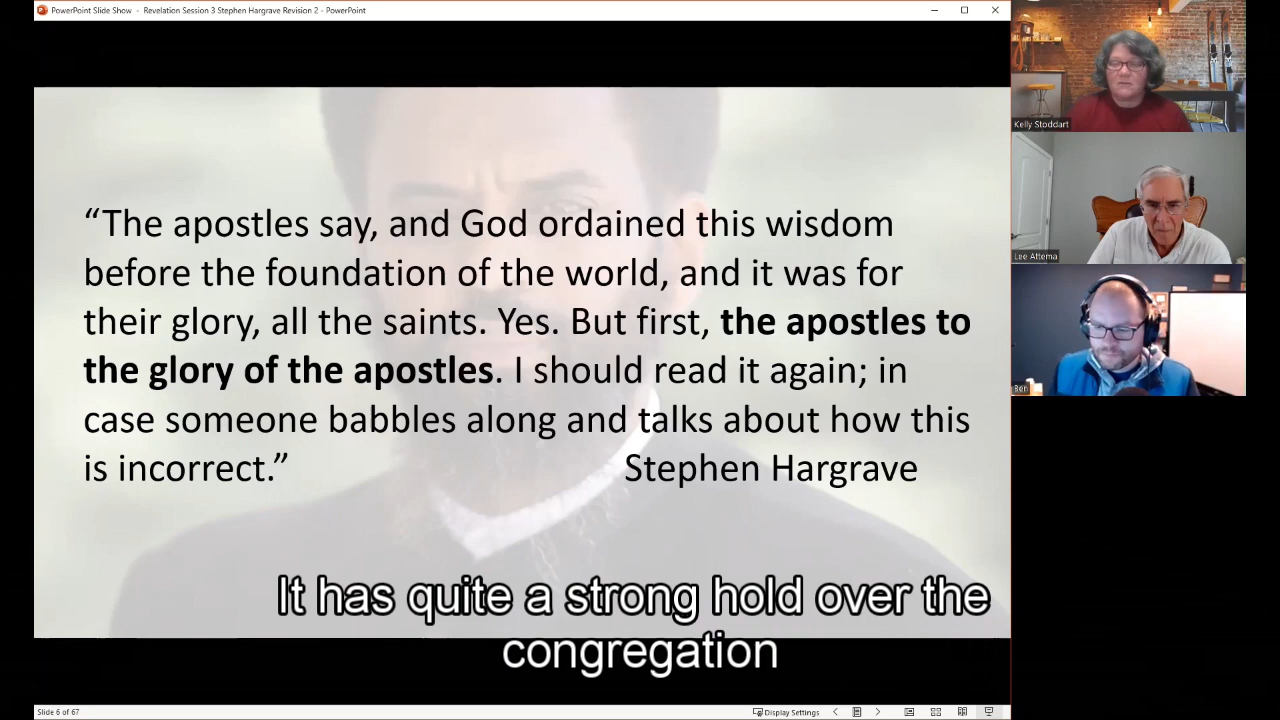 PowerPoint Slide Show - Revelation Session 3 Stephen Hargrave Revision 2 - PowerPoint
“The apostles say, and God ordained this wisdom
before the foundation of the world, and it was for
their glory, all the saints. Yes. But first, the apostles to
the glory of the apostles. I should read it again; in
case someone babbles along and talks about how this
is incorrect.” Stephen Hargrave
It has quite a strong hold over the
congregation
Kelly Stoddart
Lee Attema
Ben
Slide 6 of 67
Display Settings